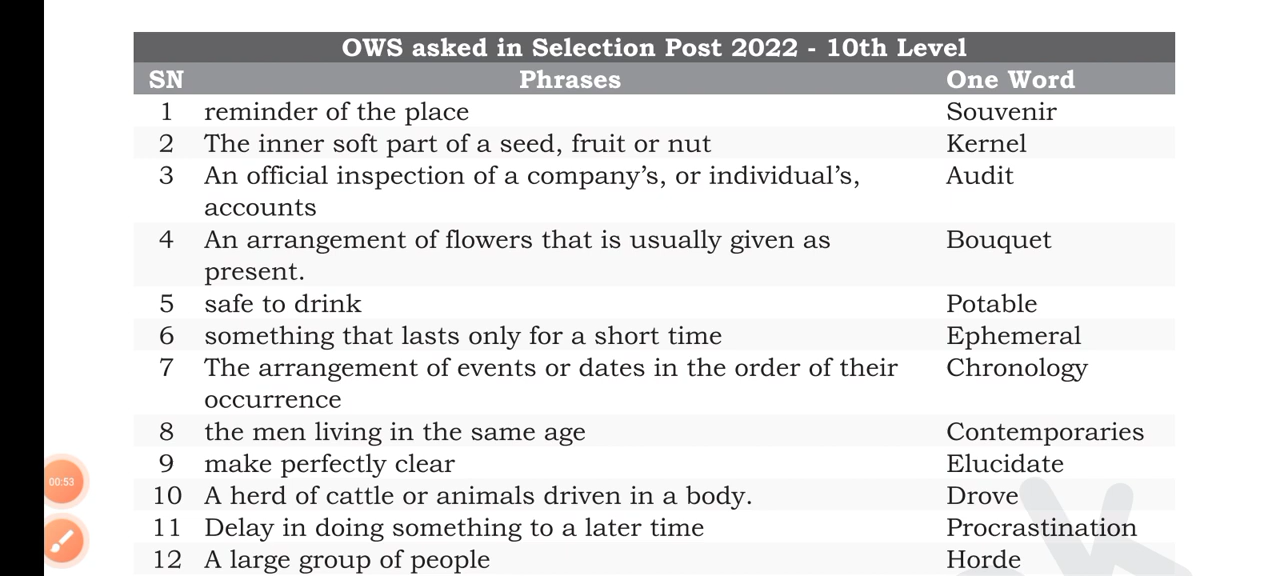 OWS asked in Selection Post 2022 - 10th Level
SN Phrases One Word
1 reminder of the place Souvenir
2 The inner soft part of a seed, fruit or nut Kernel
3 An official inspection of a company’s, or individual’s, Audit
accounts
4 An arrangement of flowers that is usually given as Bouquet
present.
5 safe to drink Potable
6 something that lasts only for a short time Ephemeral
7 The arrangement of events or dates in the order of their Chronology
occurrence
8 the men living in the same age Contemporaries
9 make perfectly clear Elucidate
00:53
10 A herd of cattle or animals driven in a body. Drove
11 Delay in doing something to a later time Procrastination
12 A large group of people Horde